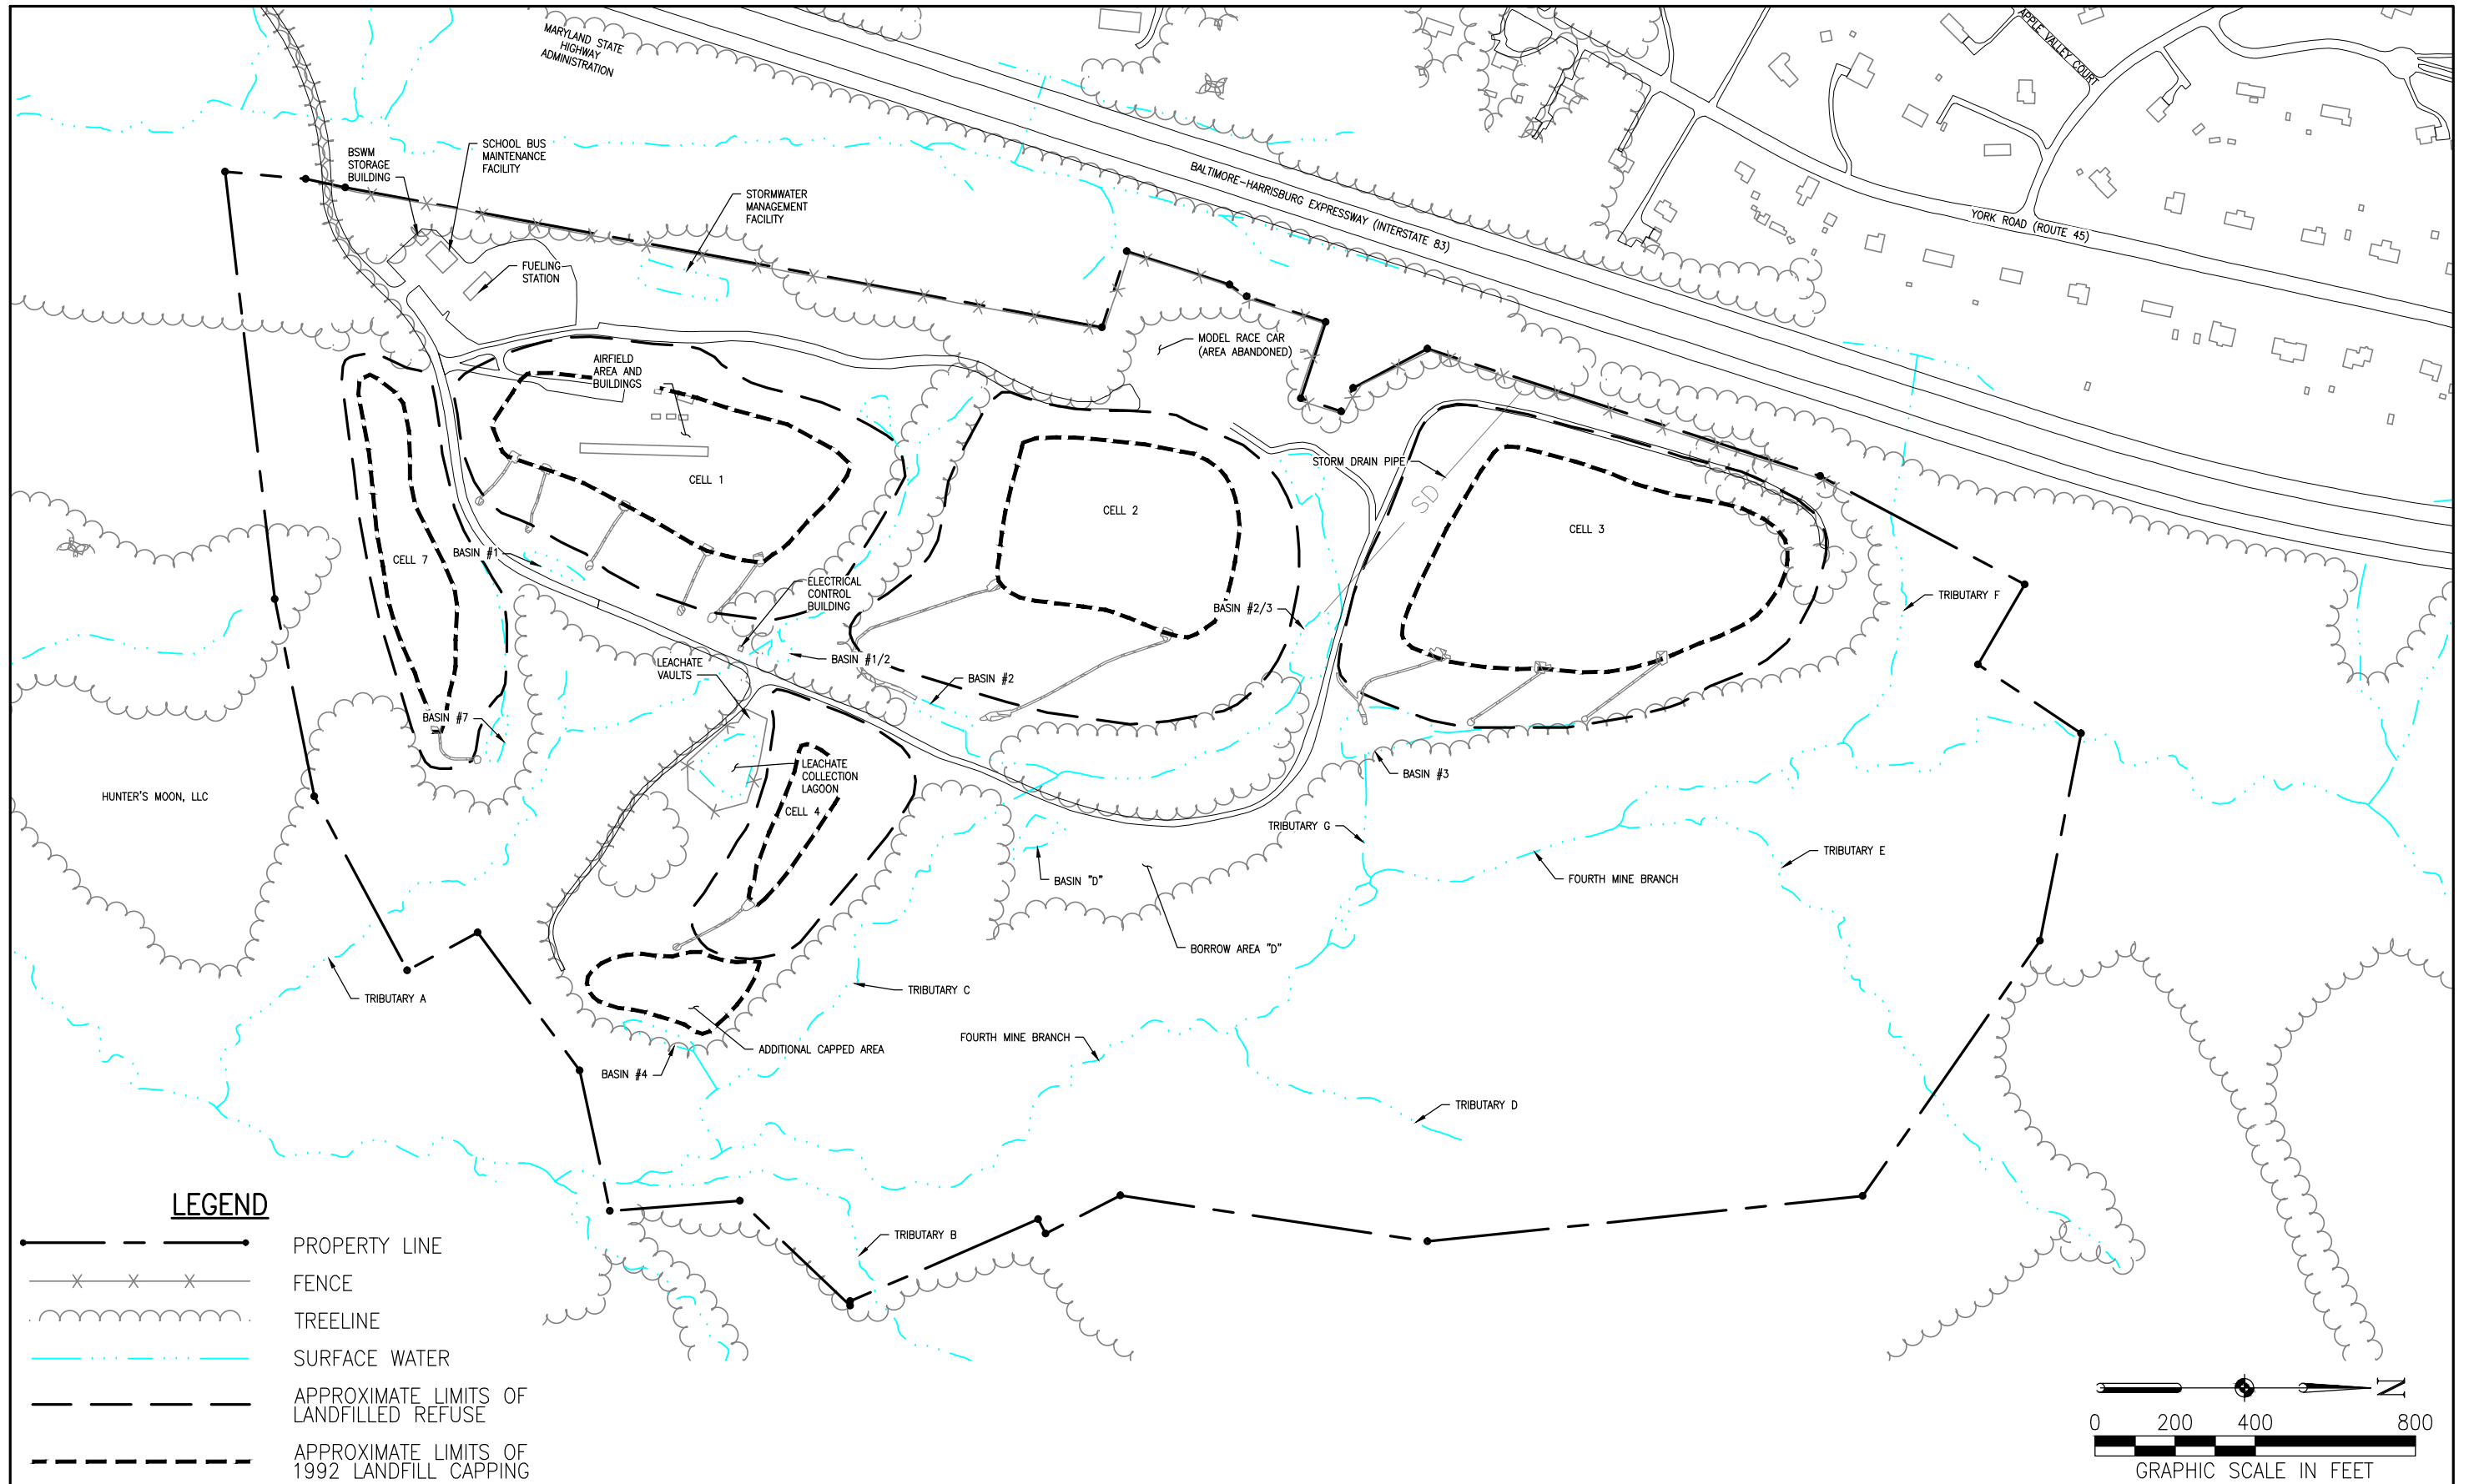 MARYLAND STATE
HIGHWAY
ADMINISTRATION
APPLE VALLEY COURT
BSWM
STORAGE
BUILDING
SCHOOL BUS
MAINTENANCE
FACILITY
STORMWATER
MANAGEMENT
FACILITY
BALTIMORE-HARRISBURG EXPRESSWAY (INTERSTATE 83)
YORK ROAD (ROUTE 45)
FUELING
STATION
MODEL RACE CAR
(AREA ABANDONED)
AIRFIELD
AREA AND
BUILDINGS
CELL 1
STORM DRAIN PIPE
SD
CELL 2
CELL 3
BASIN #1
CELL 7
ELECTRICAL
CONTROL
BUILDING
BASIN #2/3
TRIBUTARY F
LEACHATE
VAULTS
BASIN #1/2
BASIN #2
BASIN #7
LEACHATE
COLLECTION
LAGOON
BASIN #3
HUNTER'S MOON, LLC
CELL 4
TRIBUTARY G
TRIBUTARY E
BASIN "D"
FOURTH MINE BRANCH
BORROW AREA "D"
TRIBUTARY A
TRIBUTARY C
FOURTH MINE BRANCH
ADDITIONAL CAPPED AREA
BASIN #4
TRIBUTARY D
TRIBUTARY B
LEGEND
PROPERTY LINE
FENCE
TREELINE
SURFACE WATER
APPROXIMATE LIMITS OF
LANDFILLED REFUSE
APPROXIMATE LIMITS OF
1992 LANDFILL CAPPING
N
0 200 400 800
GRAPHIC SCALE IN FEET